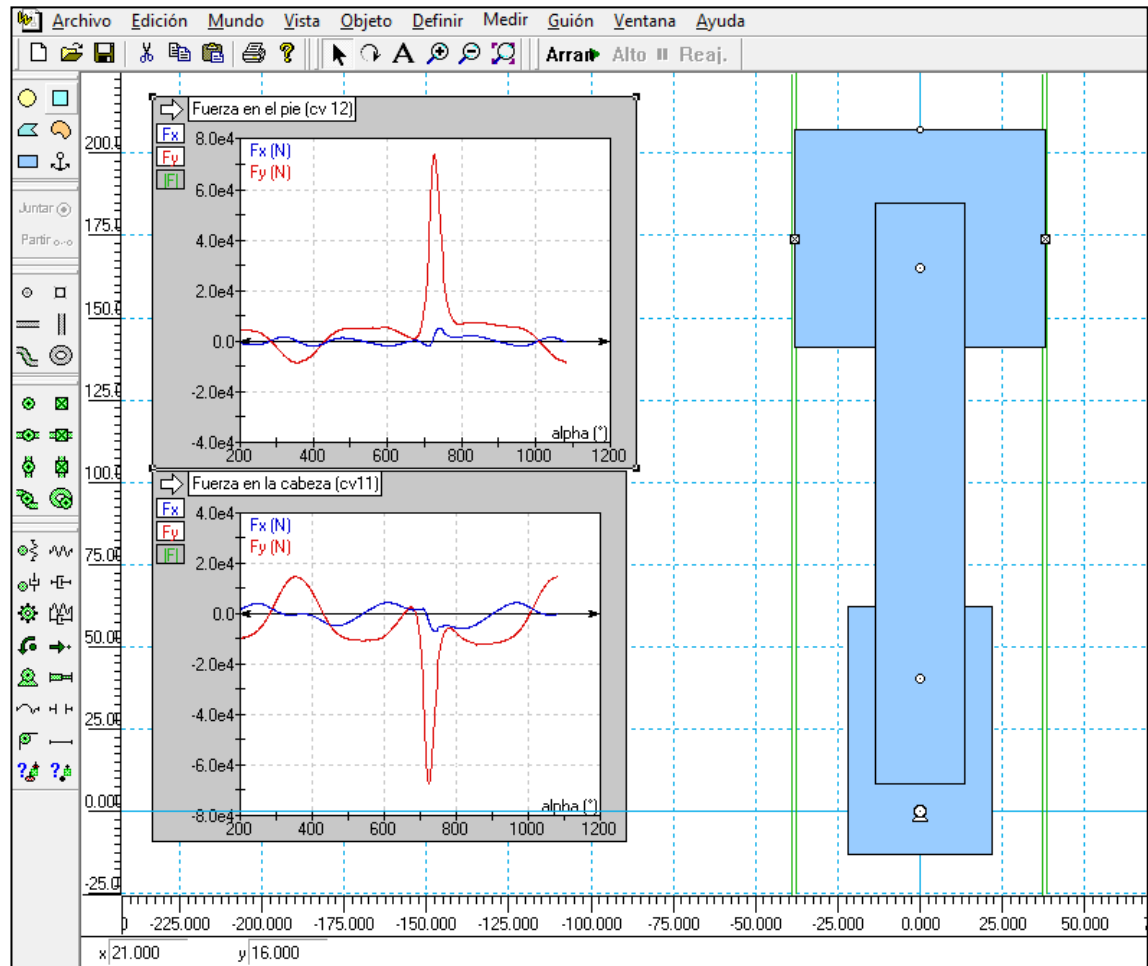 Archivo Edición Mundo Vista Objeto Definir Medir Guión Ventana Ayuda
A Arran Alto Reaj.
Juntar
Partir
Fuerza en el pie (cv 12)
Fx
Fy
|F|
Fx (N)
Fy (N)
8.0e4
6.0e4
4.0e4
2.0e4
0.0
-2.0e4
-4.0e4
alpha (°)
200 400 600 800 1000 1200
Fuerza en la cabeza (cv11)
Fx
Fy
|F|
Fx (N)
Fy (N)
4.0e4
2.0e4
0.0
-2.0e4
-4.0e4
-6.0e4
-8.0e4
alpha (°)
200 400 600 800 1000 1200
200.0
175.0
150.0
125.0
100.0
75.00
50.00
25.00
0.000
-25.0
-225.000 -200.000 -175.000 -150.000 -125.000 -100.000 -75.000 -50.000 -25.000 0.000 25.000 50.000
x 21.000 y 16.000